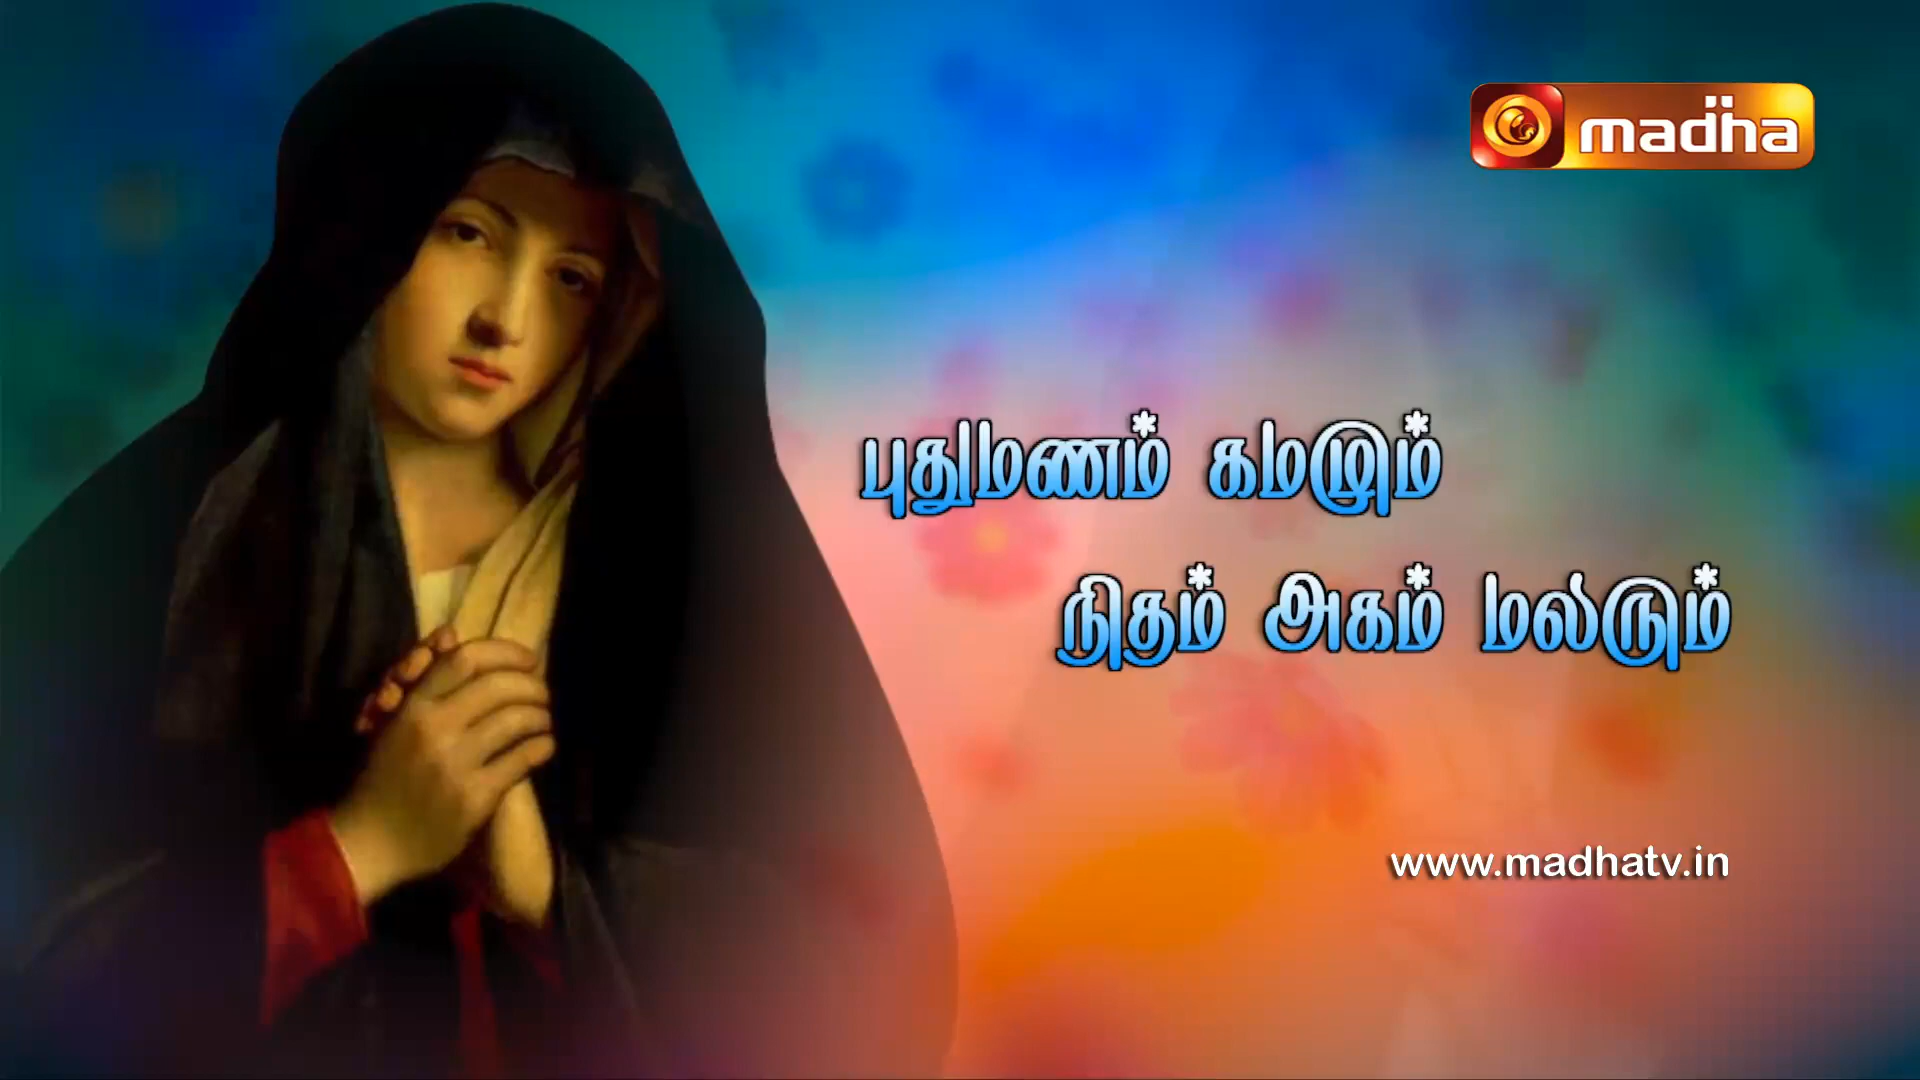 madha
புதுமணம் கமழும்
நிதம் அகம் மலரும்
www.madhatv.in